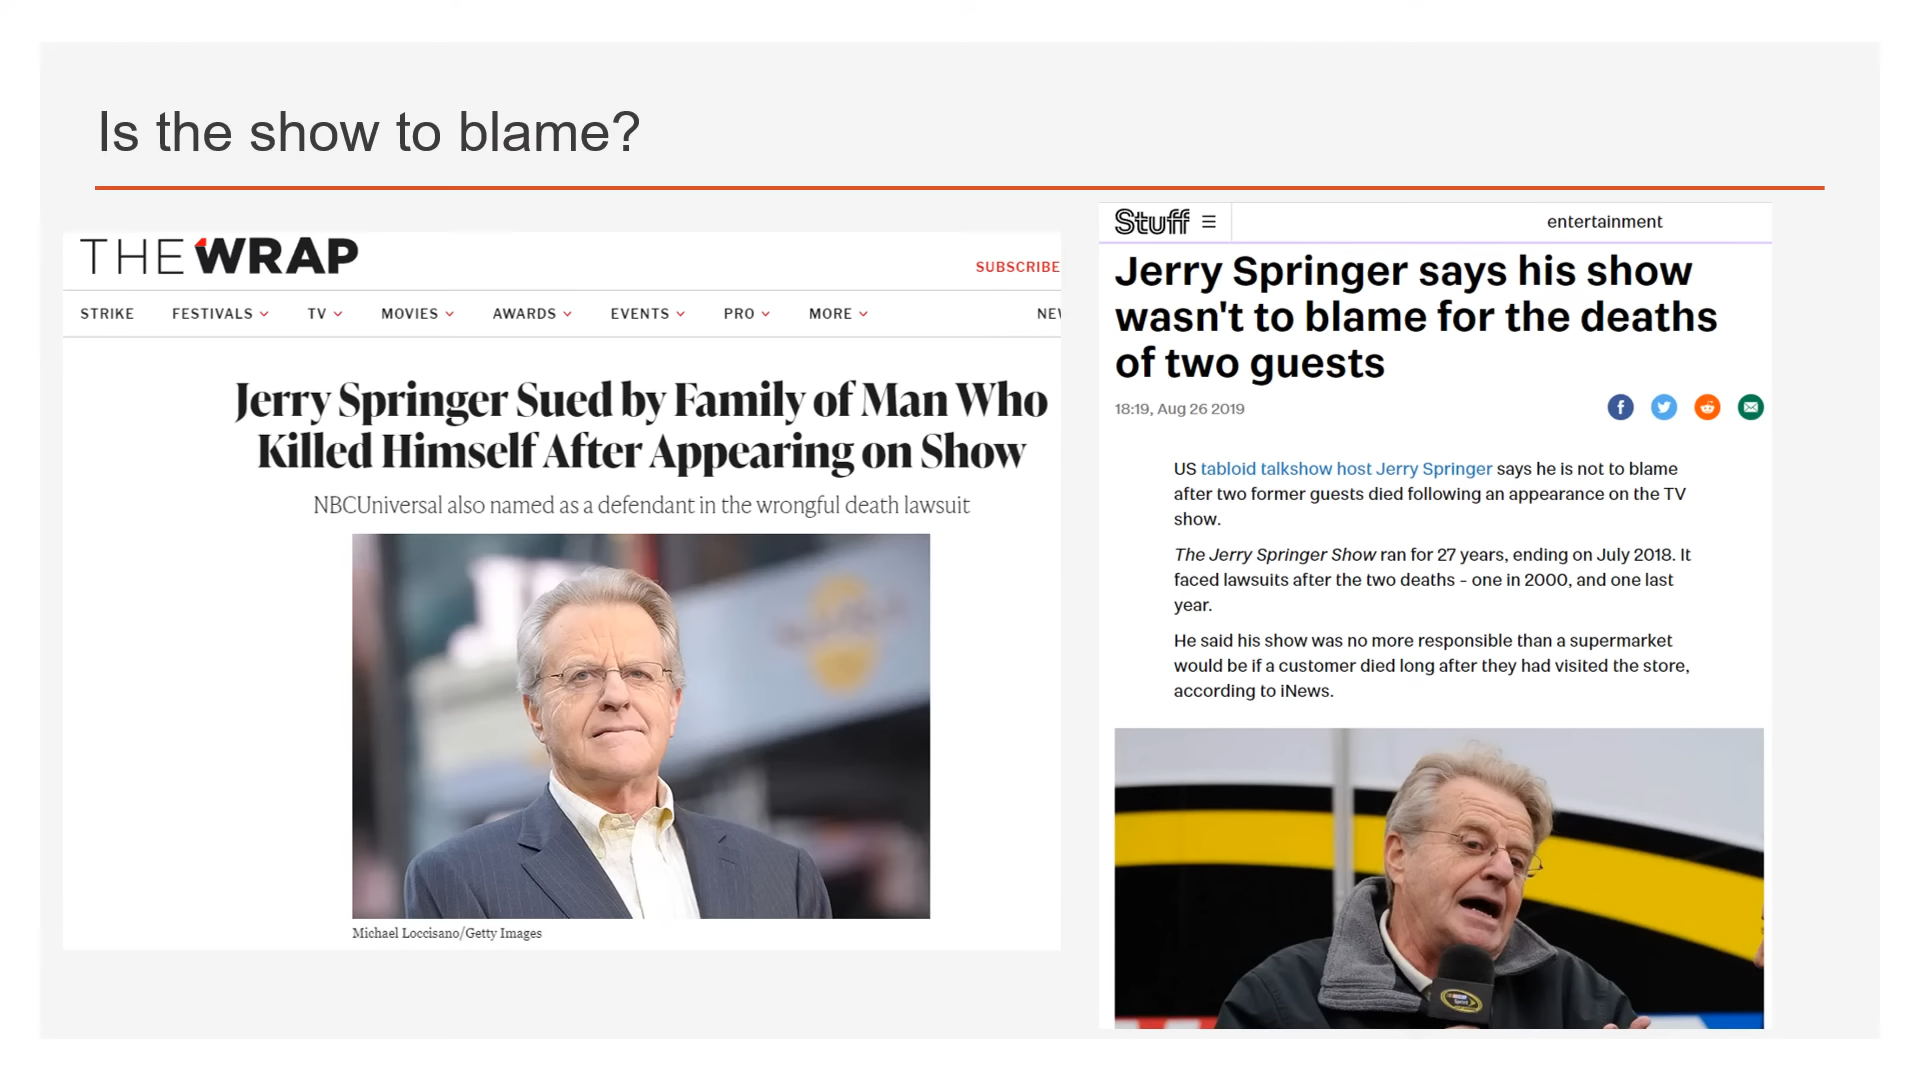 Is the show to blame?
THE WRAP
SUBSCRIBE
STRIKE FESTIVALS TV MOVIES AWARDS EVENTS PRO MORE NEW
Jerry Springer Sued by Family of Man Who
Killed Himself After Appearing on Show
NBCUniversal also named as a defendant in the wrongful death lawsuit
Michael Loccisano/Getty Images
Stuff
entertainment
Jerry Springer says his show
wasn't to blame for the deaths
of two guests
18:19, Aug 26 2019
US tabloid talkshow host Jerry Springer says he is not to blame
after two former guests died following an appearance on the TV
show.
The Jerry Springer Show ran for 27 years, ending on July 2018. It
faced lawsuits after the two deaths - one in 2000, and one last
year.
He said his show was no more responsible than a supermarket
would be if a customer died long after they had visited the store,
according to iNews.